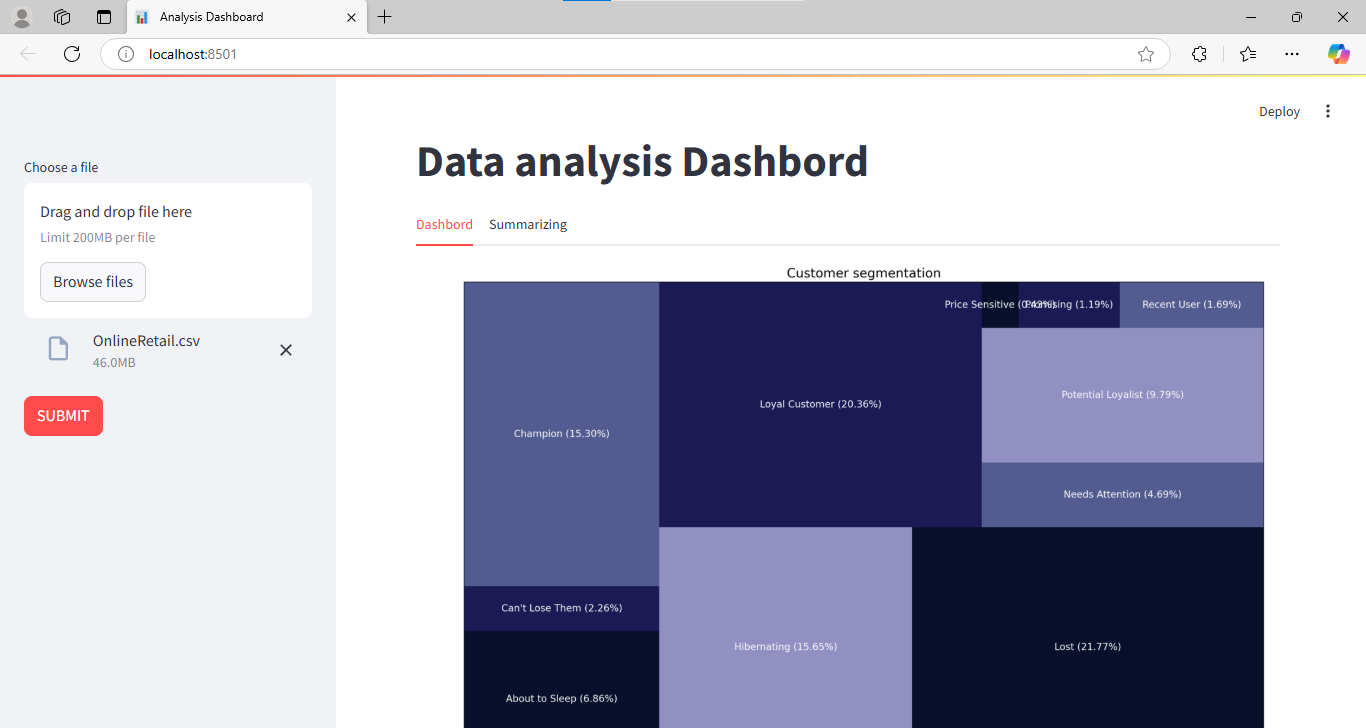 Analysis Dashboard
localhost:8501
Deploy
Choose a file
Drag and drop file here
Limit 200MB per file
Browse files
OnlineRetail.csv
46.0MB
SUBMIT
Data analysis Dashbord
Dashbord Summarizing
Customer segmentation
Price Sensitive (0.43%)
Promising (1.19%)
Recent User (1.69%)
Potential Loyalist (9.79%)
Loyal Customer (20.36%)
Champion (15.30%)
Needs Attention (4.69%)
Can't Lose Them (2.26%)
Hibernating (15.65%)
Lost (21.77%)
About to Sleep (6.86%)